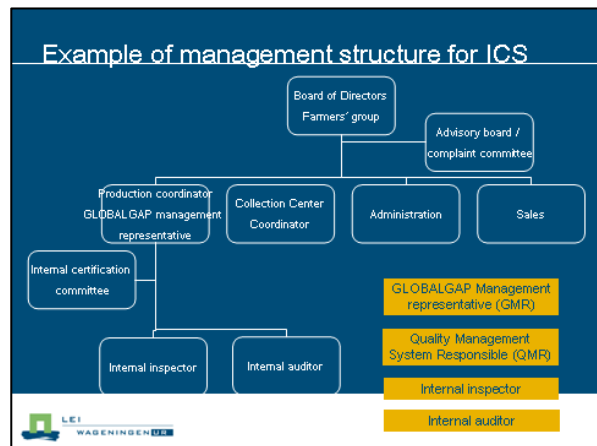 Example of management structure for ICS
Board of Directors
Farmers´ group
Advisory board /
complaint committee
Production coordinator
GLOBALGAP management
representative
Collection Center
Coordinator
Administration
Sales
Internal certification
committee
GLOBALGAP Management
representative (GMR)
Quality Management
System Responsible (QMR)
Internal inspector
Internal auditor
Internal inspector
Internal auditor
LEI
WAGENINGEN UR